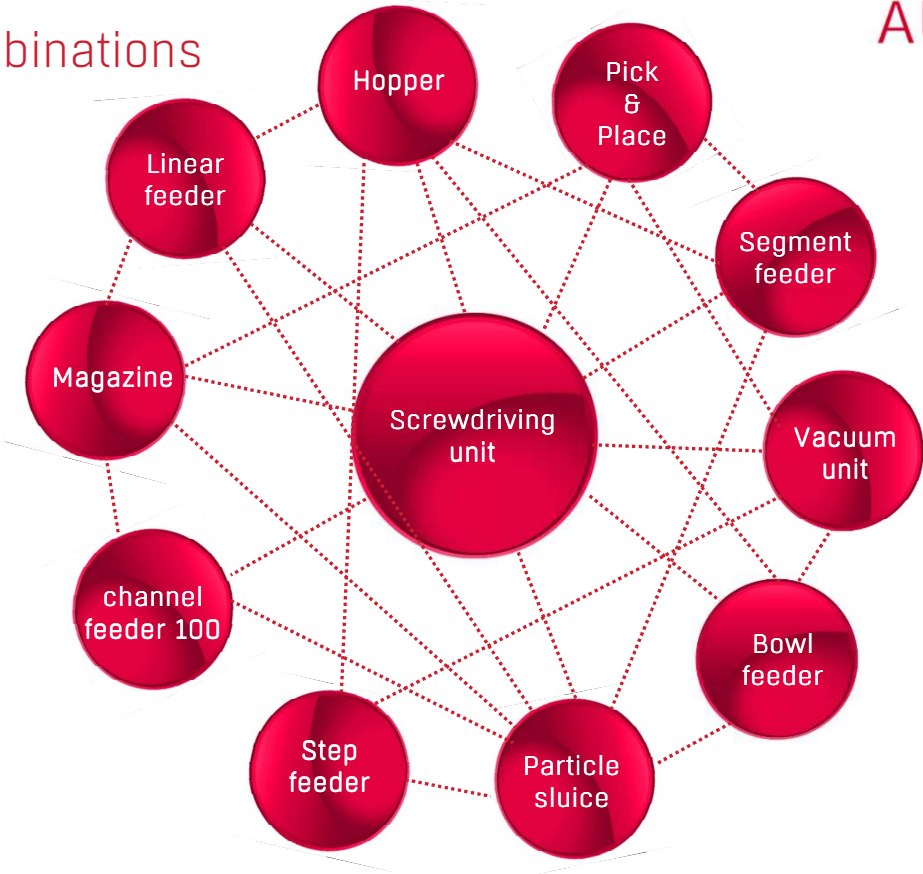 binations
Hopper
Pick
&
Place
Linear
feeder
Segment
feeder
Magazine
Screwdriving
unit
Vacuum
unit
channel
feeder 100
Bowl
feeder
Step
feeder
Particle
sluice